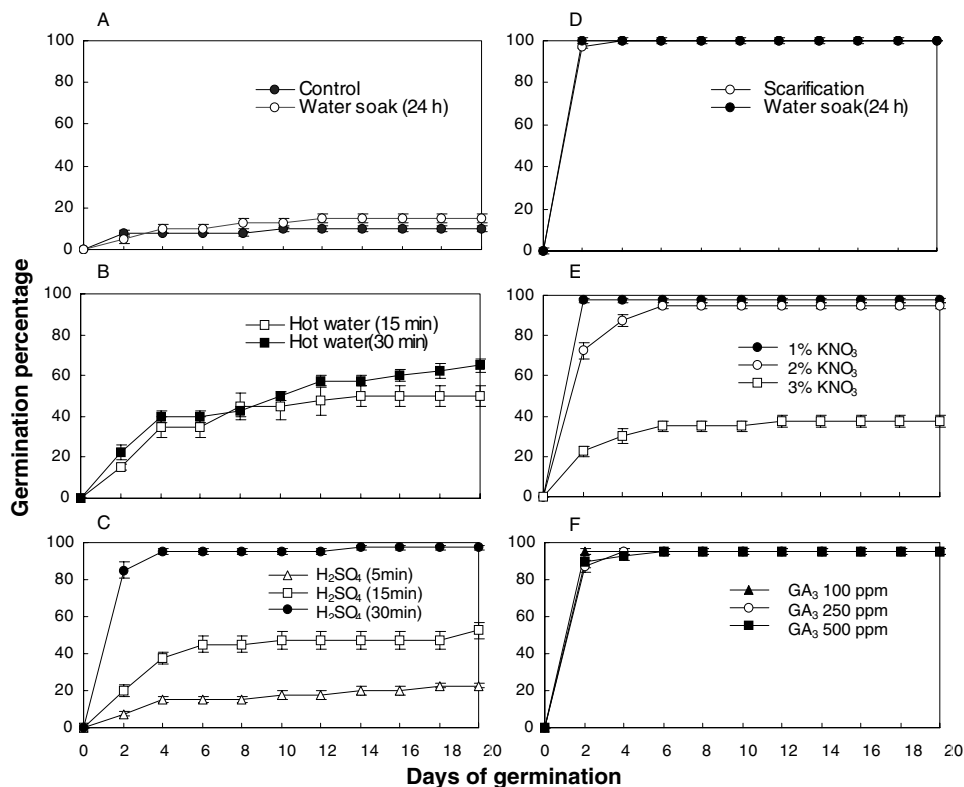 A
100
80
60
40
20
0
Control
Water soak (24 h)
B
100
80
60
40
20
0
Hot water (15 min)
Hot water(30 min)
C
100
80
60
40
20
0
H₂SO₄ (5min)
H₂SO₄ (15min)
H₂SO₄ (30min)
0 2 4 6 8 10 12 14 16 18 20
D
100
80
60
40
20
0
Scarification
Water soak(24 h)
E
100
80
60
40
20
0
1% KNO₃
2% KNO₃
3% KNO₃
F
100
80
60
40
20
0
GA₃ 100 ppm
GA₃ 250 ppm
GA₃ 500 ppm
0 2 4 6 8 10 12 14 16 18 20
Germination percentage
Days of germination